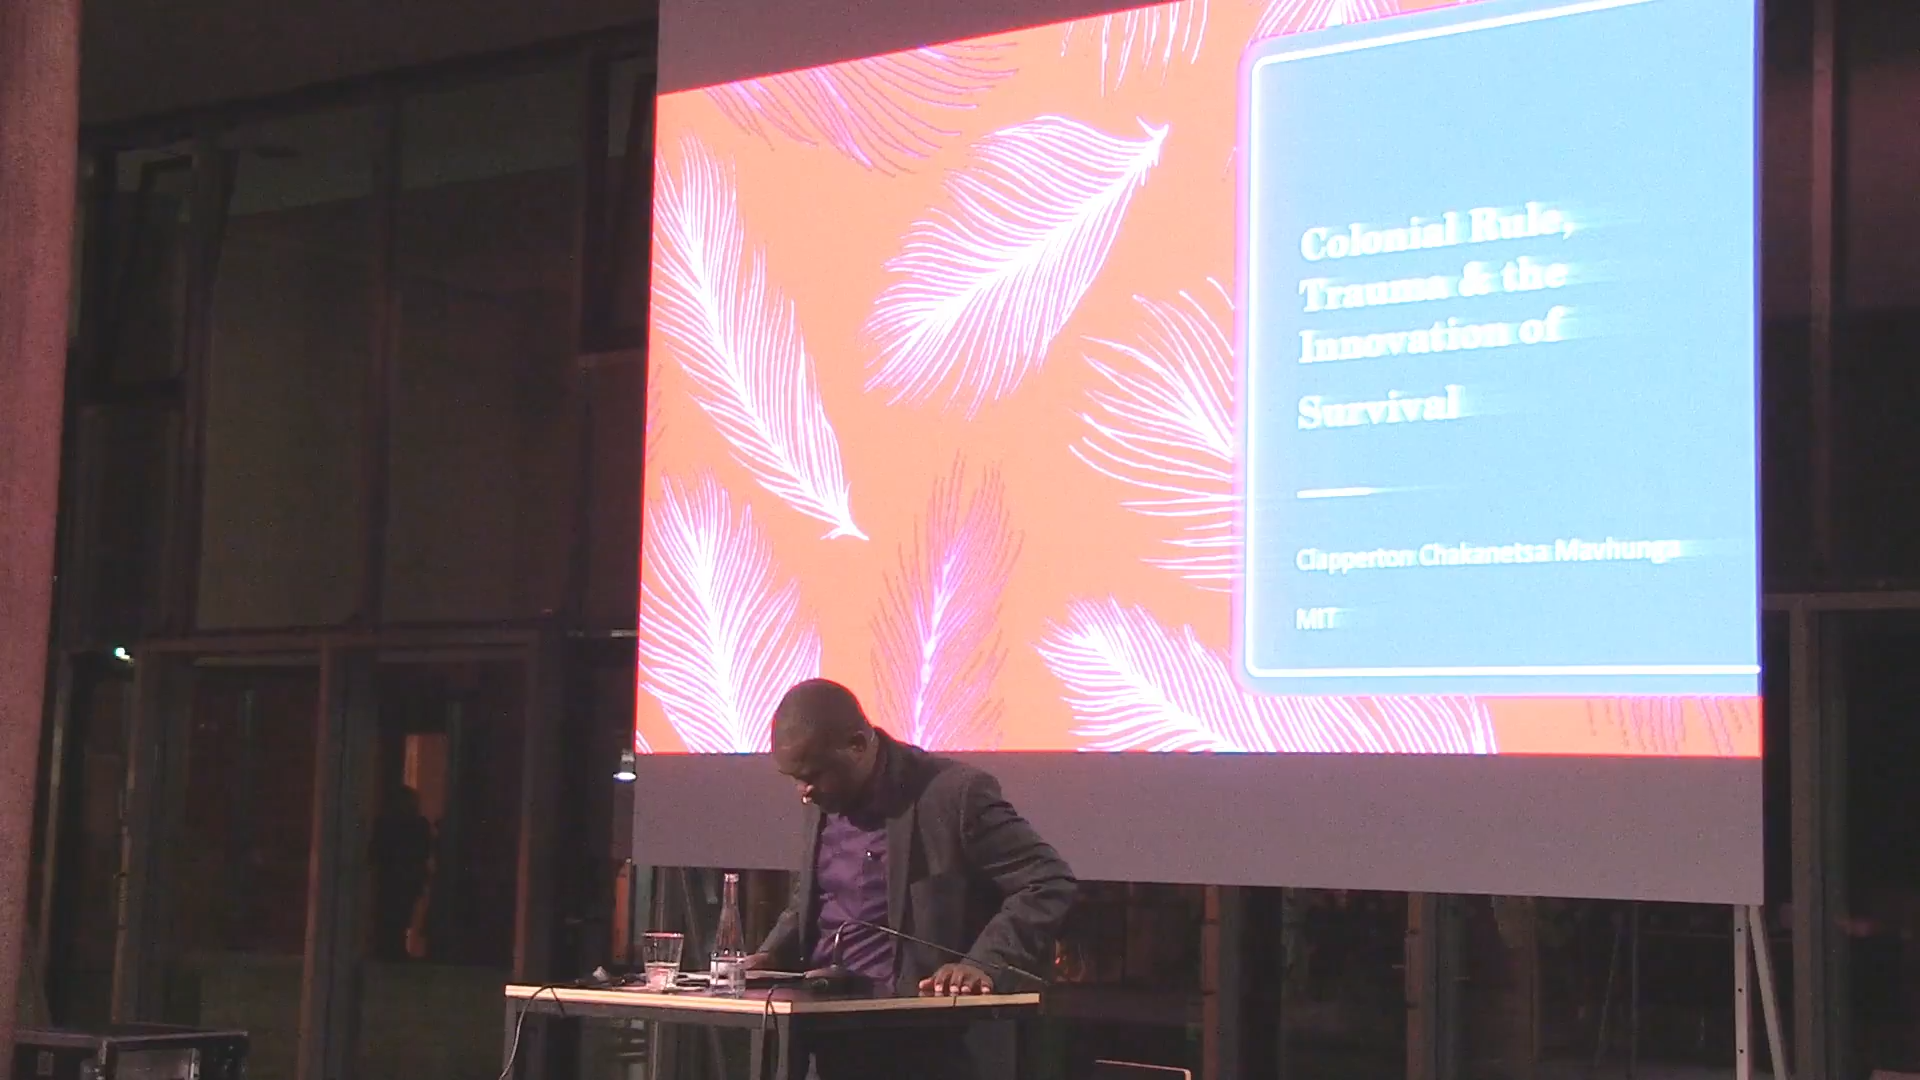 Colonial Rule,
Trauma & the
Innovation of
Survival
Clapperton Chakanetsa Mavhunga
MIT